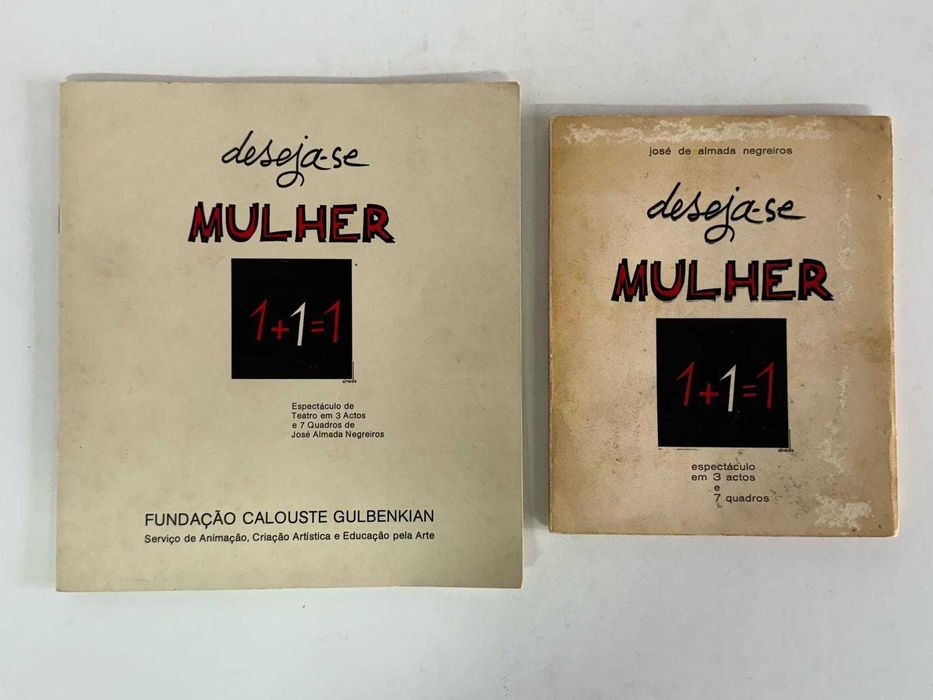 deseja-se
MULHER
1+1=1
almada
Espectáculo de
Teatro em 3 Actos
e 7 Quadros de
José Almada Negreiros
FUNDAÇÃO CALOUSTE GULBENKIAN
Serviço de Animação, Criação Artística e Educação pela Arte
josé de almada negreiros
deseja-se
MULHER
1+1=1
almada
espectáculo
em 3 actos
e
7 quadros